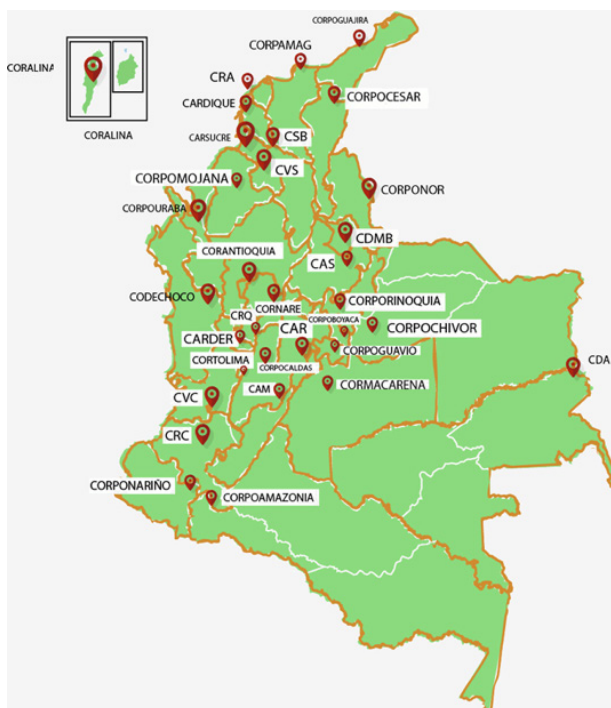 CORPOGUAJIRA
CORPAMAG
CORALINA
CRA
CORPOCESAR
CARDIQUE
CORALINA
CARSUCRE
CSB
CVS
CORPOMOJANA
CORPONOR
CORPOURABA
CDMB
CORANTIOQUIA
CAS
CODECHOCO
CORNARE
CORPORINOQUIA
CRQ
CORPOBOYACA
CORPOCHIVOR
CAR
CARDER
CORPOGUAVIO
CORTOLIMA
CDA
CORPOCALDAS
CAM
CORMACARENA
CVC
CRC
CORPONARIÑO
CORPOAMAZONIA